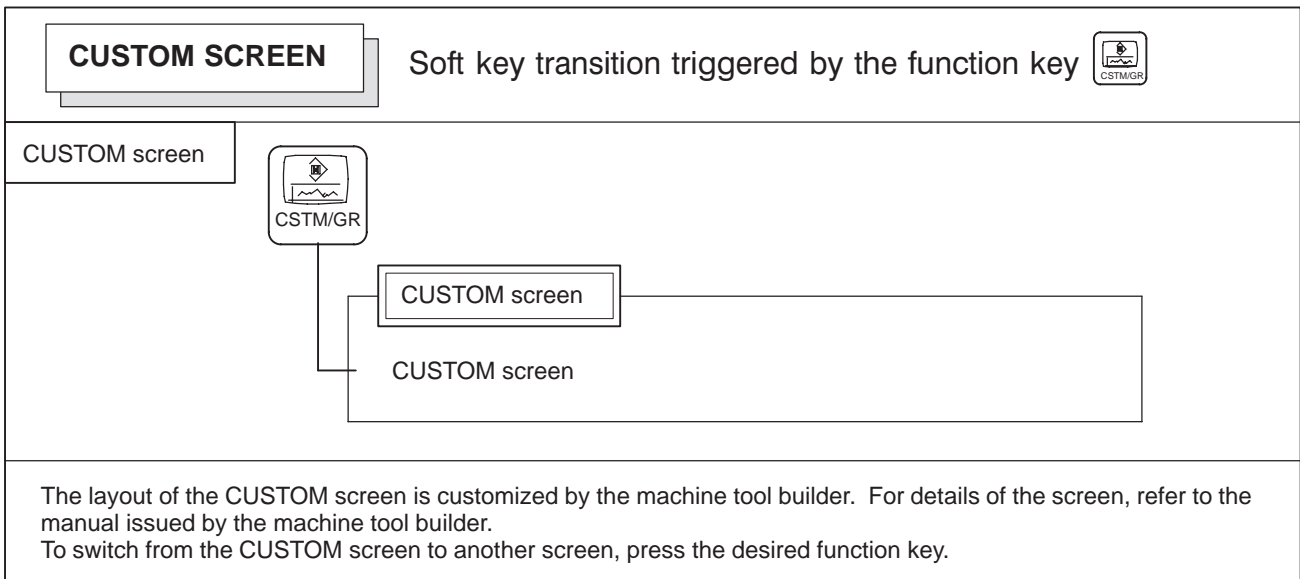 CUSTOM SCREEN
Soft key transition triggered by the function key
CSTM/GR
CUSTOM screen
CSTM/GR
CUSTOM screen
CUSTOM screen
The layout of the CUSTOM screen is customized by the machine tool builder. For details of the screen, refer to the
manual issued by the machine tool builder.
To switch from the CUSTOM screen to another screen, press the desired function key.